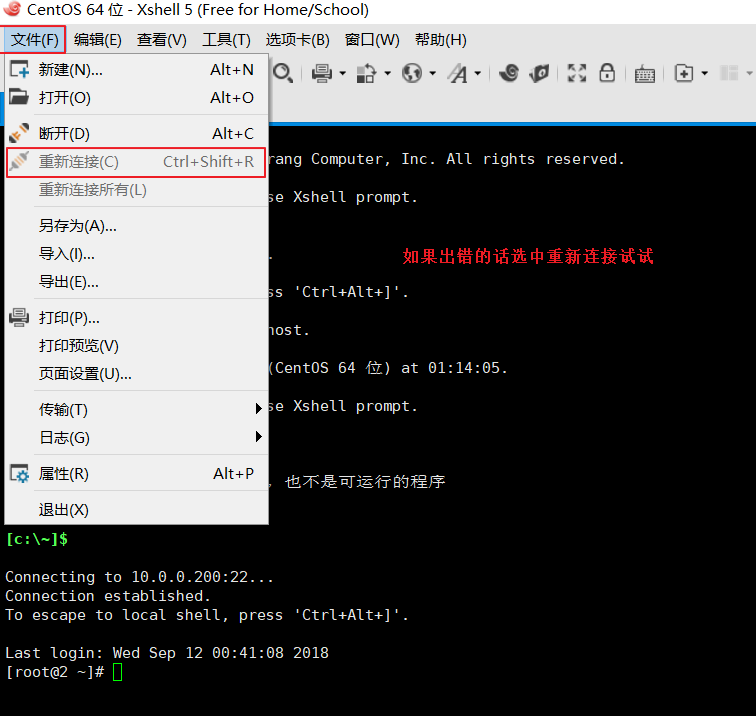 CentOS 64 位 - Xshell 5 (Free for Home/School)
文件(F) 编辑(E) 查看(V) 工具(T) 选项卡(B) 窗口(W) 帮助(H)
新建(N)... Alt+N
打开(O) Alt+O
断开(D) Alt+C
重新连接(C) Ctrl+Shift+R
重新连接所有(L)
另存为(A)...
导入(I)...
导出(E)...
打印(P)...
打印预览(V)
页面设置(U)...
传输(T)
日志(G)
属性(R) Alt+P
退出(X)
rang Computer, Inc. All rights reserved.
se Xshell prompt.
.
如果出错的话选中重新连接试试
ss 'Ctrl+Alt+]'.
host.
(CentOS 64 位) at 01:14:05.
se Xshell prompt.
，也不是可运行的程序
[c:\~]$
Connecting to 10.0.0.200:22...
Connection established.
To escape to local shell, press 'Ctrl+Alt+]'.
Last login: Wed Sep 12 00:41:08 2018
[root@2 ~]#